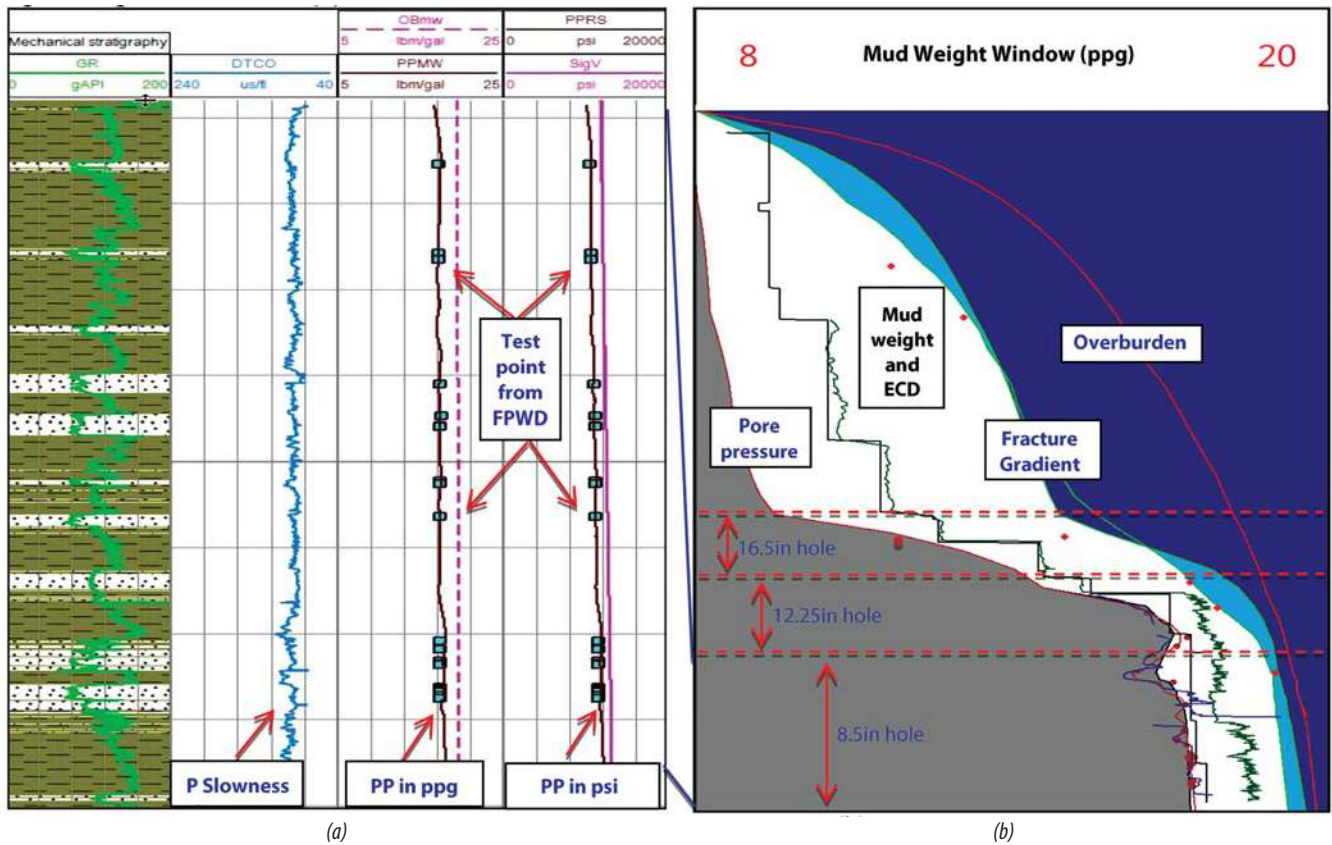 OBmw
PPRS
5 lbm/gal 25
0 psi 20000
Mechanical stratigraphy
GR
DTCO
PPMW
SigV
0 gAPI 200
240 us/ft 40
5 lbm/gal 25
0 psi 20000
Test
point
from
FPWD
P Slowness
PP in ppg
PP in psi
(a)
8
Mud Weight Window (ppg)
20
Mud
weight
and
ECD
Overburden
Pore
pressure
Fracture
Gradient
16.5in hole
12.25in hole
8.5in hole
(b)